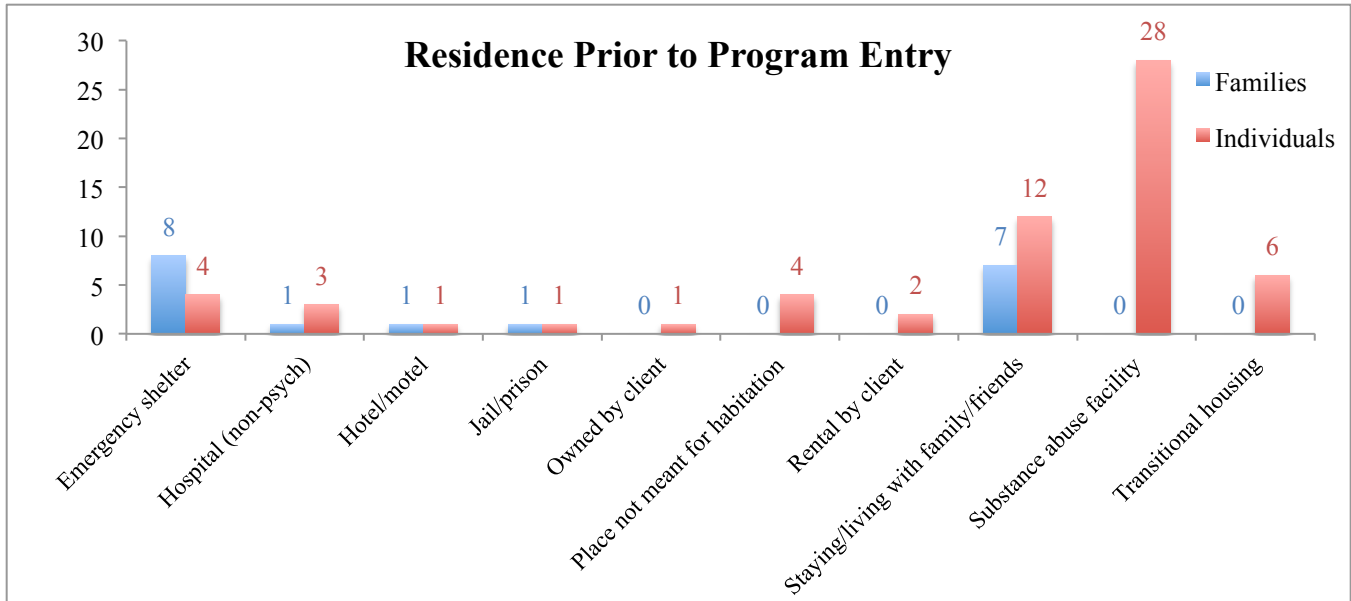 Residence Prior to Program Entry
Families
Individuals
30
25
20
15
10
5
0
8
4
1
3
1
1
1
1
0
1
0
4
0
2
7
12
0
28
0
6
Emergency shelter
Hospital (non-psych)
Hotel/motel
Jail/prison
Owned by client
Place not meant for habitation
Rental by client
Staying/living with family/friends
Substance abuse facility
Transitional housing